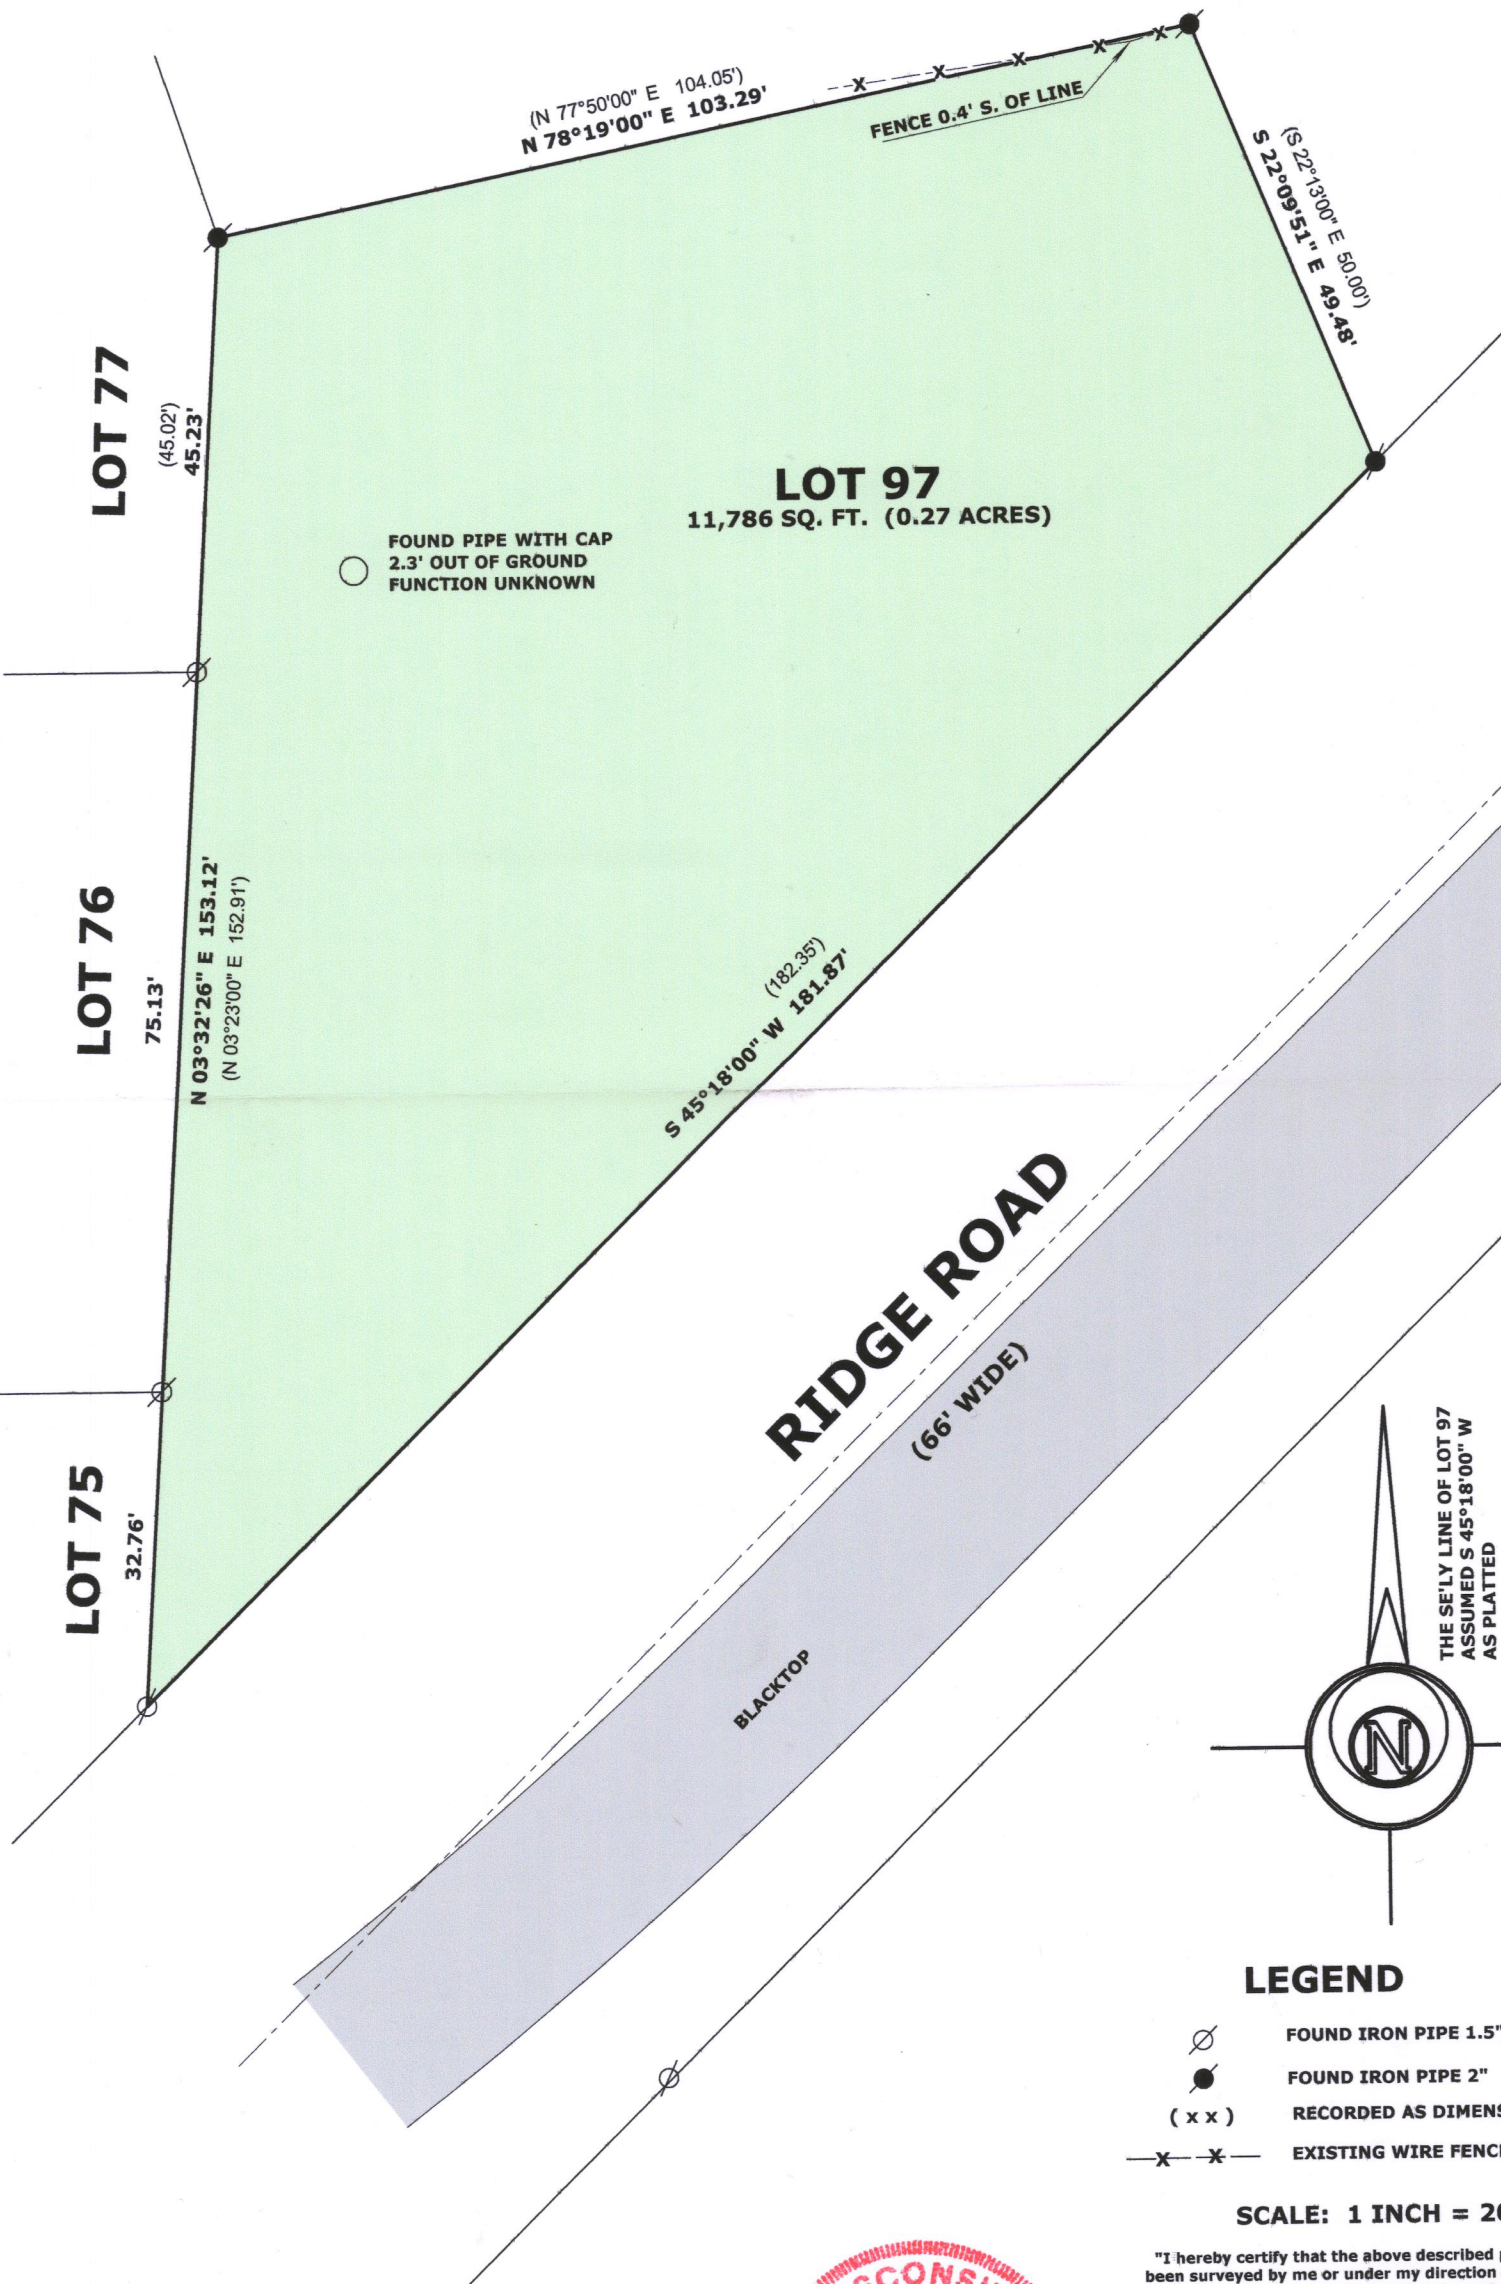 (N 77°50'00" E 104.05')
N 78°19'00" E 103.29'
FENCE 0.4' S. OF LINE
(S 22°13'00" E 50.00')
S 22°09'51" E 49.48'
LOT 77
(45.02')
45.23'
LOT 97
11,786 SQ. FT. (0.27 ACRES)
FOUND PIPE WITH CAP
2.3' OUT OF GROUND
FUNCTION UNKNOWN
LOT 76
75.13'
N 03°32'26" E 153.12'
(N 03°23'00" E 152.91')
(182.35')
S 45°18'00" W 181.87'
RIDGE ROAD
(66' WIDE)
LOT 75
32.76'
BLACKTOP
THE SE'LY LINE OF LOT 97
ASSUMED S 45°18'00" W
AS PLATTED
N
LEGEND
FOUND IRON PIPE 1.5"
FOUND IRON PIPE 2"
( x x ) RECORDED AS
EXISTING WIRE
SCALE: 1 INCH =
"I hereby certify that the above described
been surveyed by me or under my direction